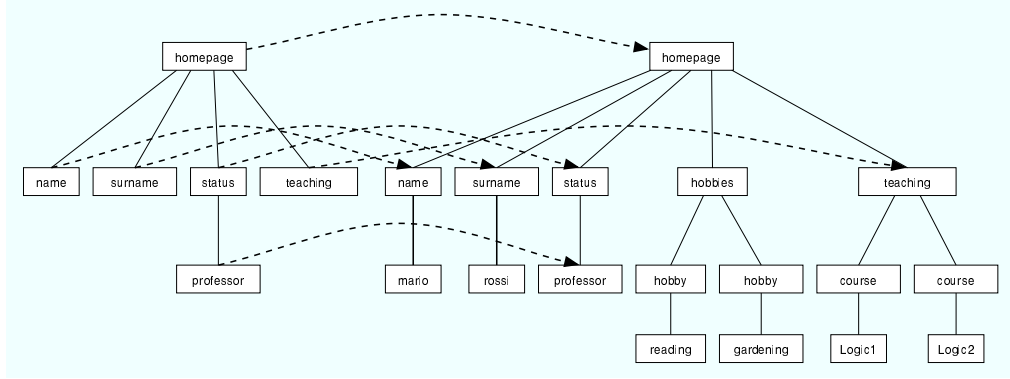 homepage
homepage
name
surname
status
teaching
name
surname
status
hobbies
teaching
professor
mario
rossi
professor
hobby
hobby
course
course
reading
gardening
Logic1
Logic2